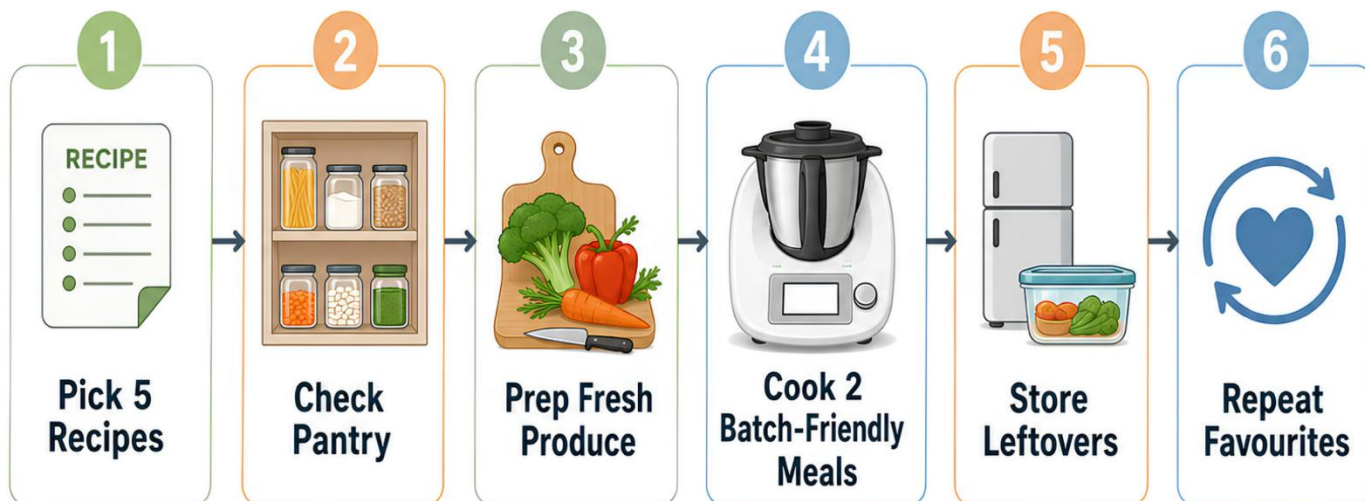 1
2
3
4
5
6
RECIPE
Pick 5
Recipes
Check
Pantry
Prep Fresh
Produce
Cook 2
Batch-Friendly
Meals
Store
Leftovers
Repeat
Favourites